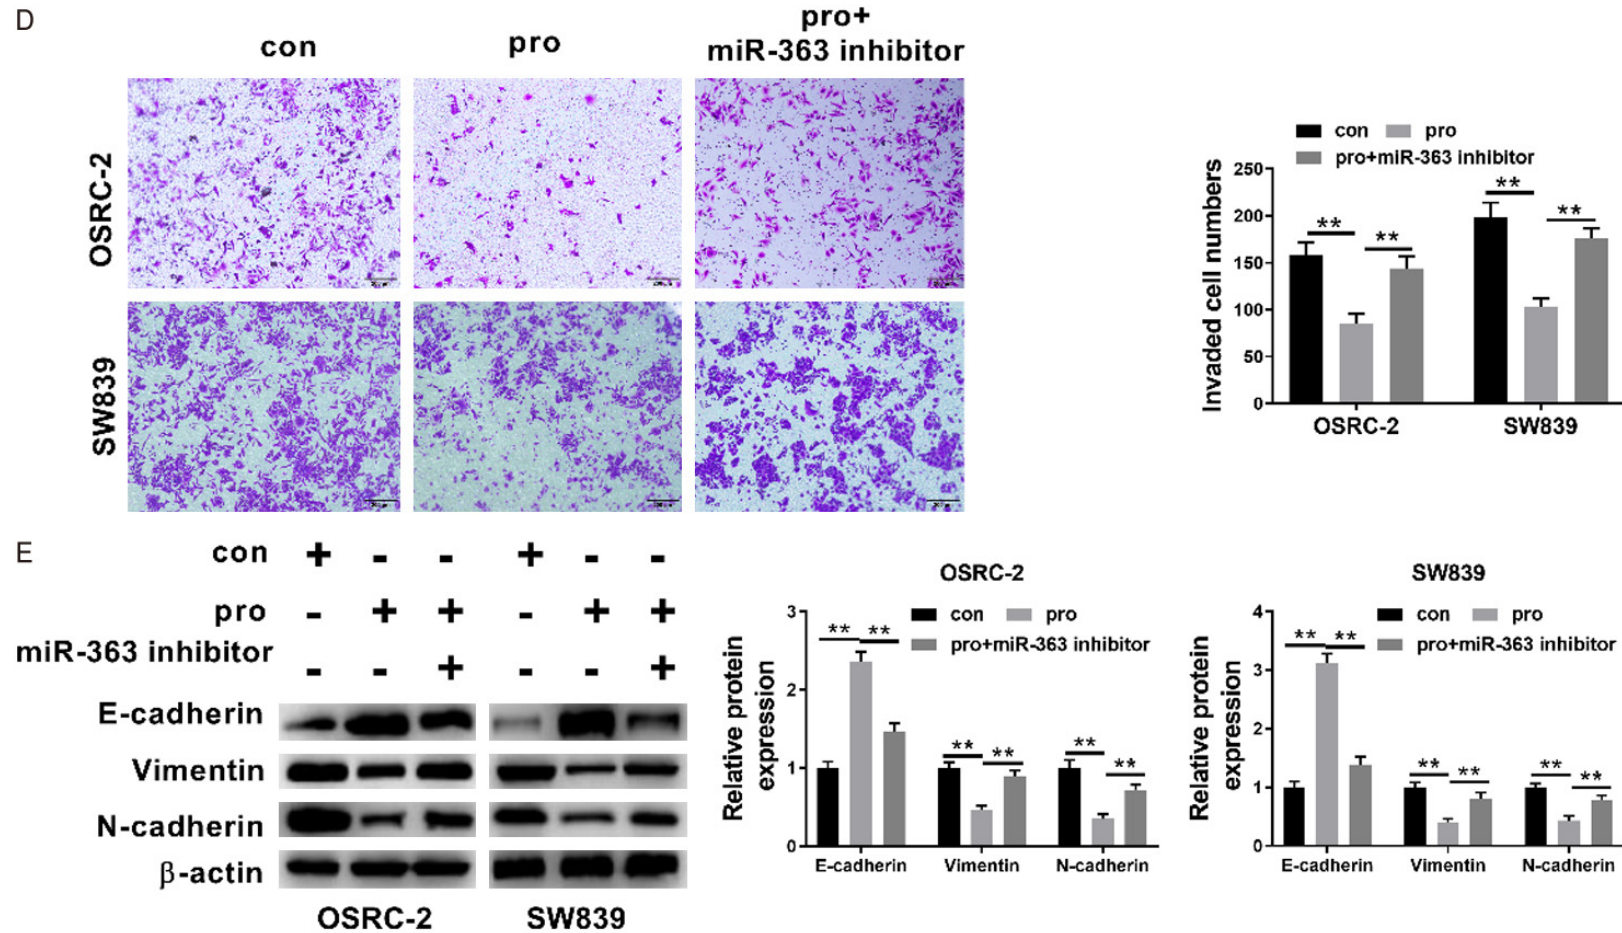 D
con
pro
pro+
miR-363 inhibitor
OSRC-2
SW839
con pro
pro+miR-363 inhibitor
Invaded cell numbers
250
200
150
100
50
0
** ** ** **
OSRC-2 SW839
E
con + - - + - -
pro - + + - + +
miR-363 inhibitor - - + - - +
E-cadherin
Vimentin
N-cadherin
β-actin
OSRC-2 SW839
OSRC-2
con pro
pro+miR-363 inhibitor
Relative protein
expression
3
2
1
0
** ** ** ** ** **
E-cadherin Vimentin N-cadherin
SW839
con pro
pro+miR-363 inhibitor
Relative protein
expression
4
3
2
1
0
** ** ** ** ** **
E-cadherin Vimentin N-cadherin